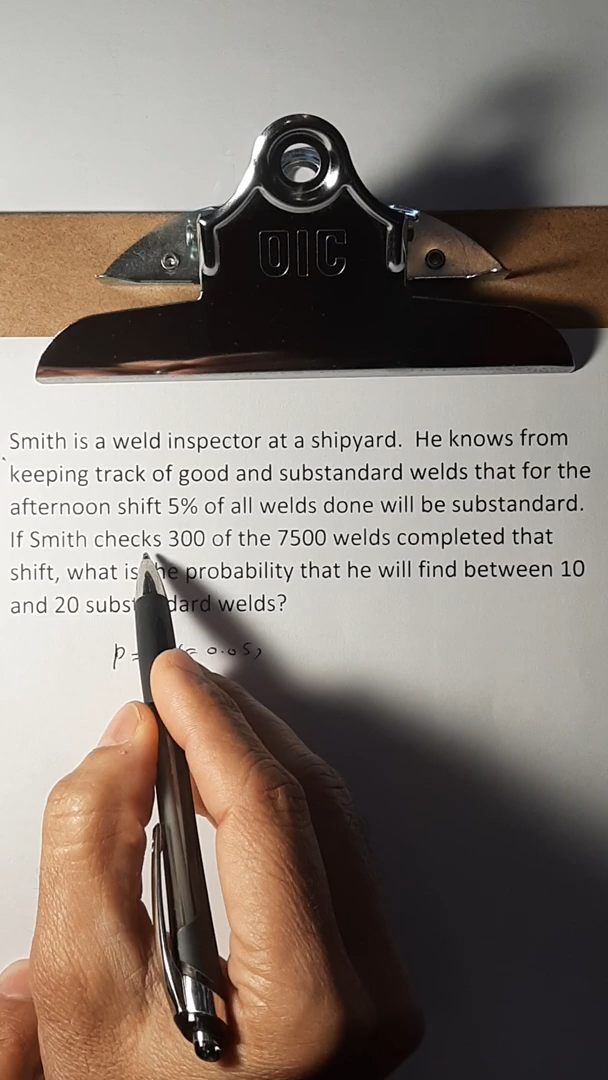 OIC
Smith is a weld inspector at a shipyard. He knows from
keeping track of good and substandard welds that for the
afternoon shift 5% of all welds done will be substandard.
If Smith checks 300 of the 7500 welds completed that
shift, what is he probability that he will find between 10
and 20 subs dard welds?
p= = 0.05,